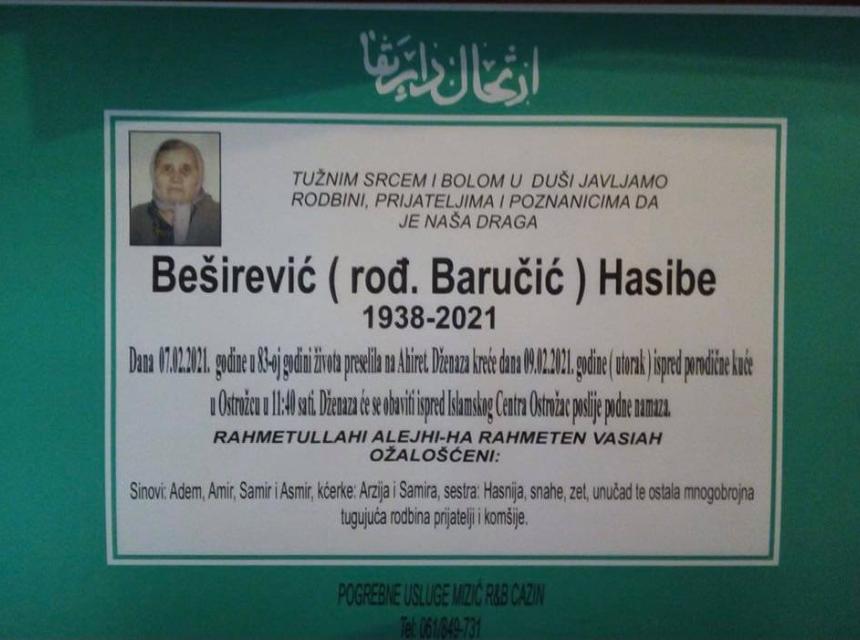 ارتحال دار بقا
TUŽNIM SRCEM I BOLOM U DUŠI JAVLJAMO
RODBINI, PRIJATELJIMA I POZNANICIMA DA
JE NAŠA DRAGA
Beširević ( rođ. Baručić ) Hasibe
1938-2021
Dana 07.02.2021. godine u 83-oj godini života preselila na Ahiret. Dženaza kreće dana 09.02.2021. godine ( utorak ) ispred porodične kuće
u Ostrožcu u 11:40 sati. Dženaza će se obaviti ispred Islamskog Centra Ostrožac poslije podne namaza.
RAHMETULLAHI ALEJHI-HA RAHMETEN VASIAH
OŽALOŠĆENI:
Sinovi: Adem, Amir, Samir i Asmir, kćerke: Arzija i Samira, sestra: Hasnija, snahe, zet, unučad te ostala mnogobrojna
tugujuća rodbina prijatelji i komšije.
POGREBNE USLUGE MIZIĆ R&B CAZIN
Tel: 061/849-731